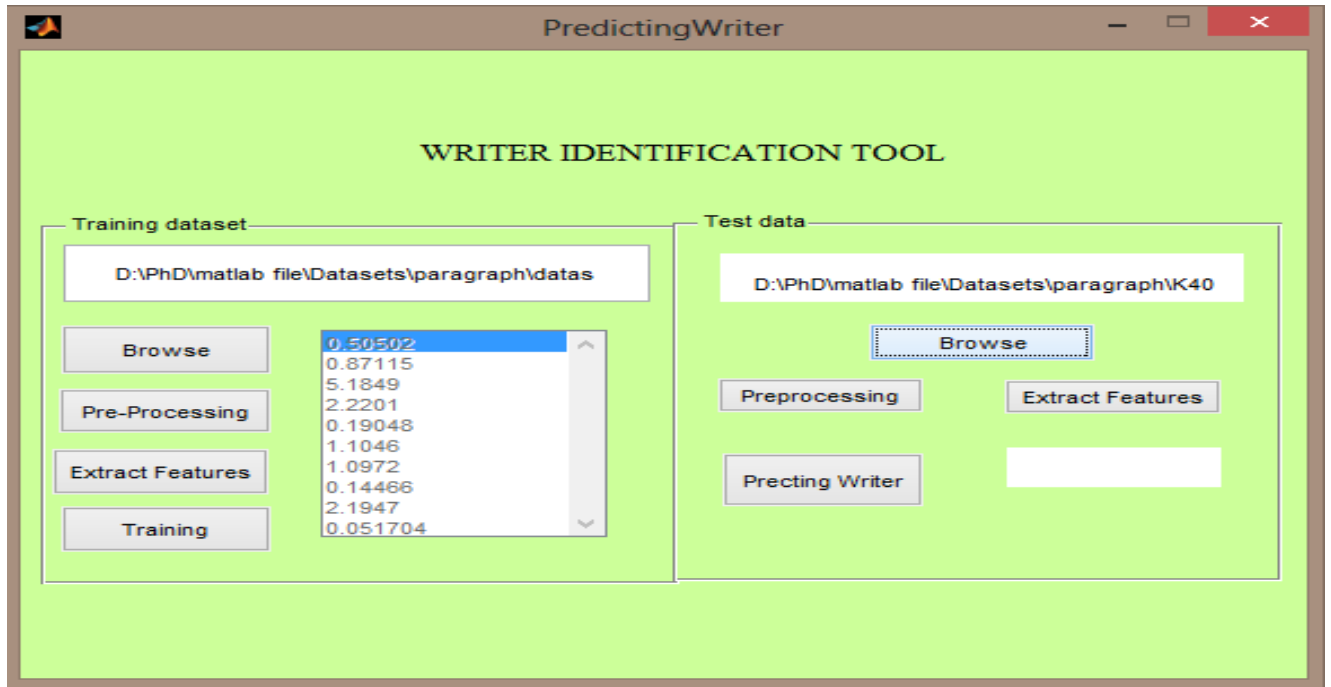 PredictingWriter
WRITER IDENTIFICATION TOOL
Training dataset
D:\PhD\matlab file\Datasets\paragraph\datas
Browse
Pre-Processing
Extract Features
Training
0.50502
0.87115
5.1849
2.2201
0.19048
1.1046
1.0972
0.14466
2.1947
0.051704
Test data
D:\PhD\matlab file\Datasets\paragraph\K40
Browse
Preprocessing
Extract Features
Precting Writer